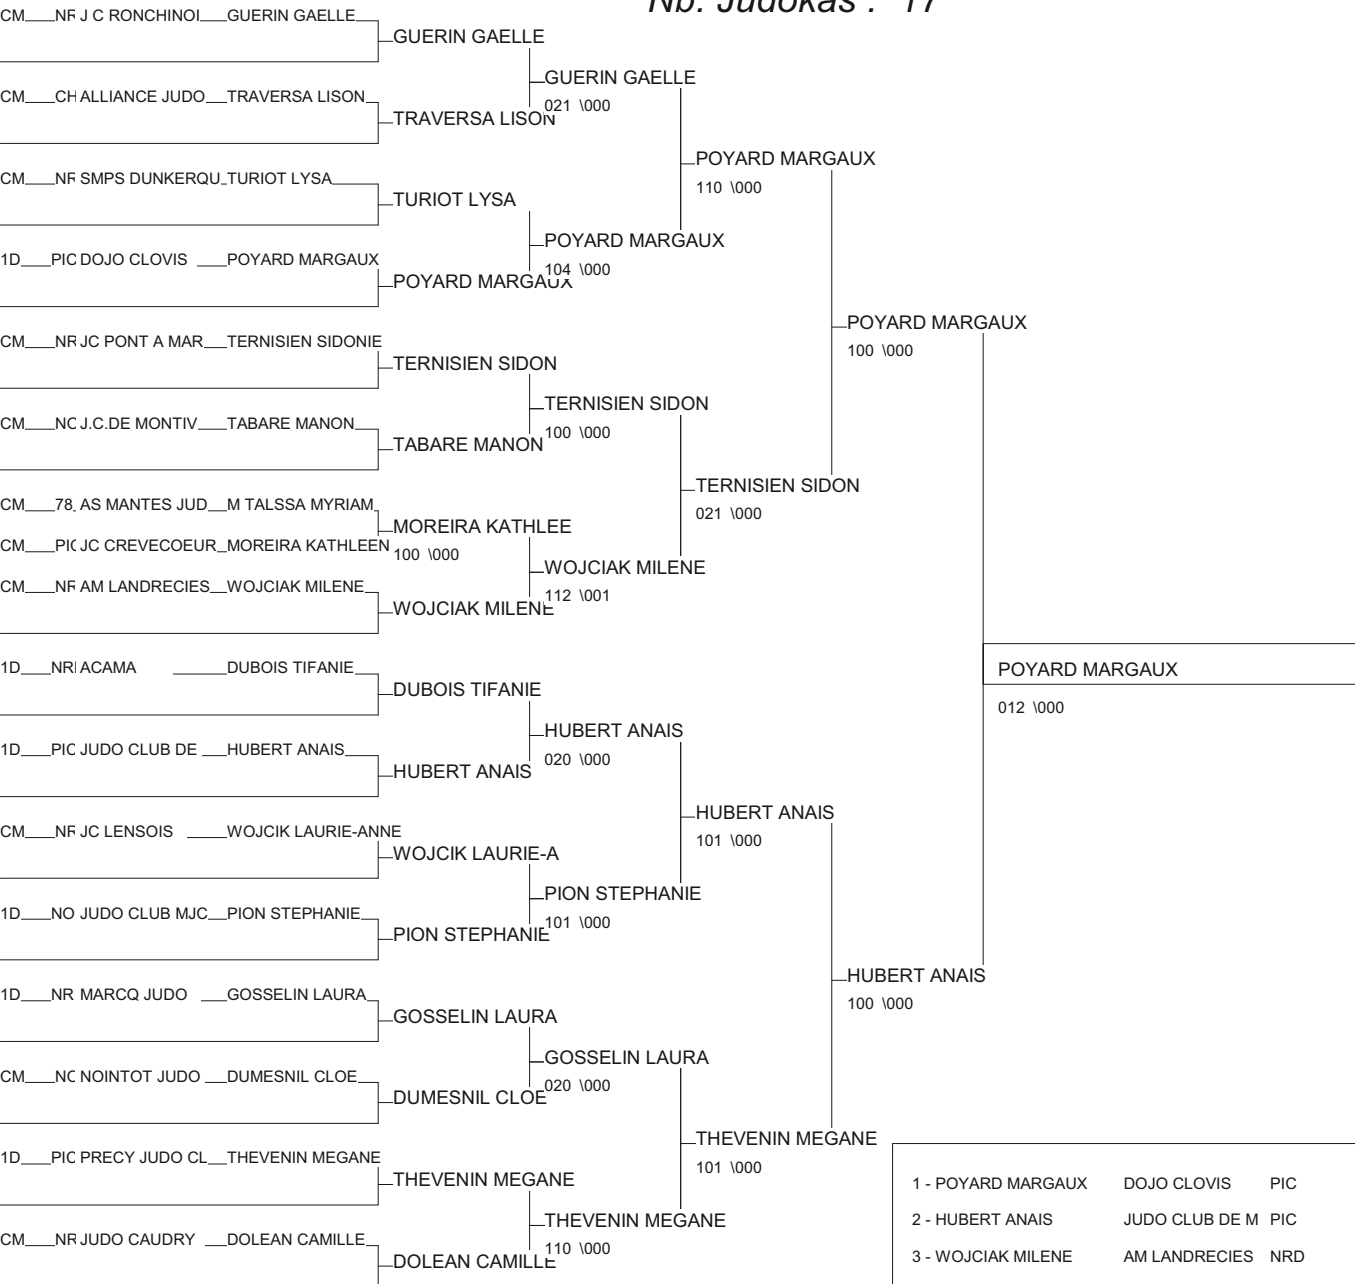 Nb. Judokas : 17
CM NR J C RONCHINOI GUERIN GAELLE
GUERIN GAELLE
GUERIN GAELLE
021 \000
CM CH ALLIANCE JUDO TRAVERSA LISON
TRAVERSA LISON
POYARD MARGAUX
110 \000
CM NR SMPS DUNKERQU TURIOT LYSA
TURIOT LYSA
POYARD MARGAUX
104 \000
1D PIC DOJO CLOVIS POYARD MARGAUX
POYARD MARGAUX
POYARD MARGAUX
100 \000
CM NR JC PONT A MAR TERNISIEN SIDONIE
TERNISIEN SIDON
TERNISIEN SIDON
100 \000
CM NO J.C.DE MONTIV TABARE MANON
TABARE MANON
TERNISIEN SIDON
021 \000
CM 78 AS MANTES JUD M TALSSA MYRIAM
MOREIRA KATHLEE
CM PIC JC CREVECOEUR MOREIRA KATHLEEN
100 \000
WOJCIAK MILENE
112 \001
CM NR AM LANDRECIES WOJCIAK MILENE
WOJCIAK MILENE
POYARD MARGAUX
012 \000
1D NR ACAMA DUBOIS TIFANIE
DUBOIS TIFANIE
HUBERT ANAIS
020 \000
1D PIC JUDO CLUB DE HUBERT ANAIS
HUBERT ANAIS
HUBERT ANAIS
101 \000
CM NR JC LENSOIS WOJCIK LAURIE-ANNE
WOJCIK LAURIE-A
PION STEPHANIE
101 \000
1D NO JUDO CLUB MJC PION STEPHANIE
PION STEPHANIE
HUBERT ANAIS
100 \000
1D NR MARCQ JUDO GOSSELIN LAURA
GOSSELIN LAURA
GOSSELIN LAURA
020 \000
CM NO NOINTOT JUDO DUMESNIL CLOE
DUMESNIL CLOE
THEVENIN MEGANE
101 \000
1D PIC PRECY JUDO CL THEVENIN MEGANE
THEVENIN MEGANE
THEVENIN MEGANE
110 \000
CM NR JUDO CAUDRY DOLEAN CAMILLE
DOLEAN CAMILLE
1 - POYARD MARGAUX DOJO CLOVIS PIC
2 - HUBERT ANAIS JUDO CLUB DE M PIC
3 - WOJCIAK MILENE AM LANDRECIES NRD